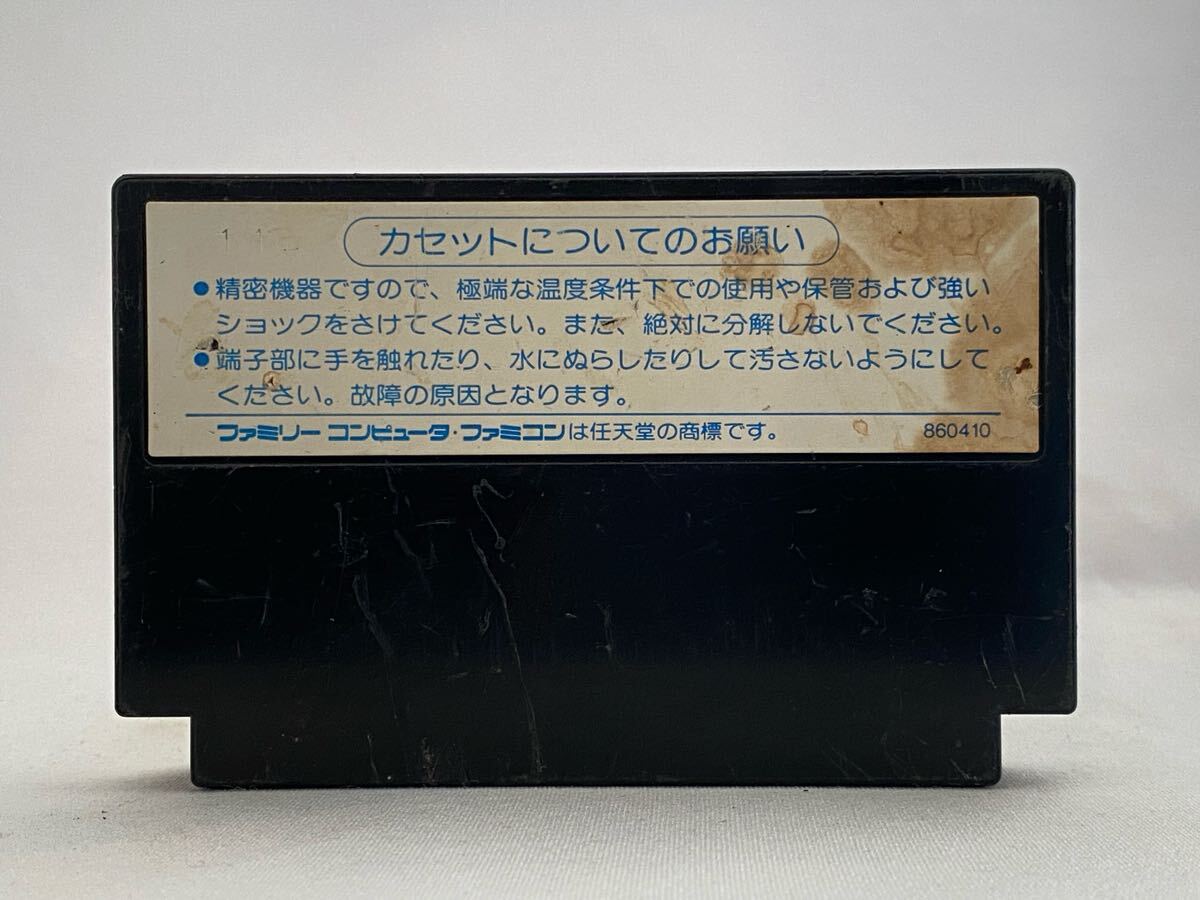 11
カセットについてのお願い
●精密機器ですので、極端な温度条件下での使用や保管および強い
ショックをさけてください。また、絶対に分解しないでください。
●端子部に手を触れたり、水にぬらしたりして汚さないようにして
ください。故障の原因となります。
ファミリーコンピュータ・ファミコンは任天堂の商標です。 860410